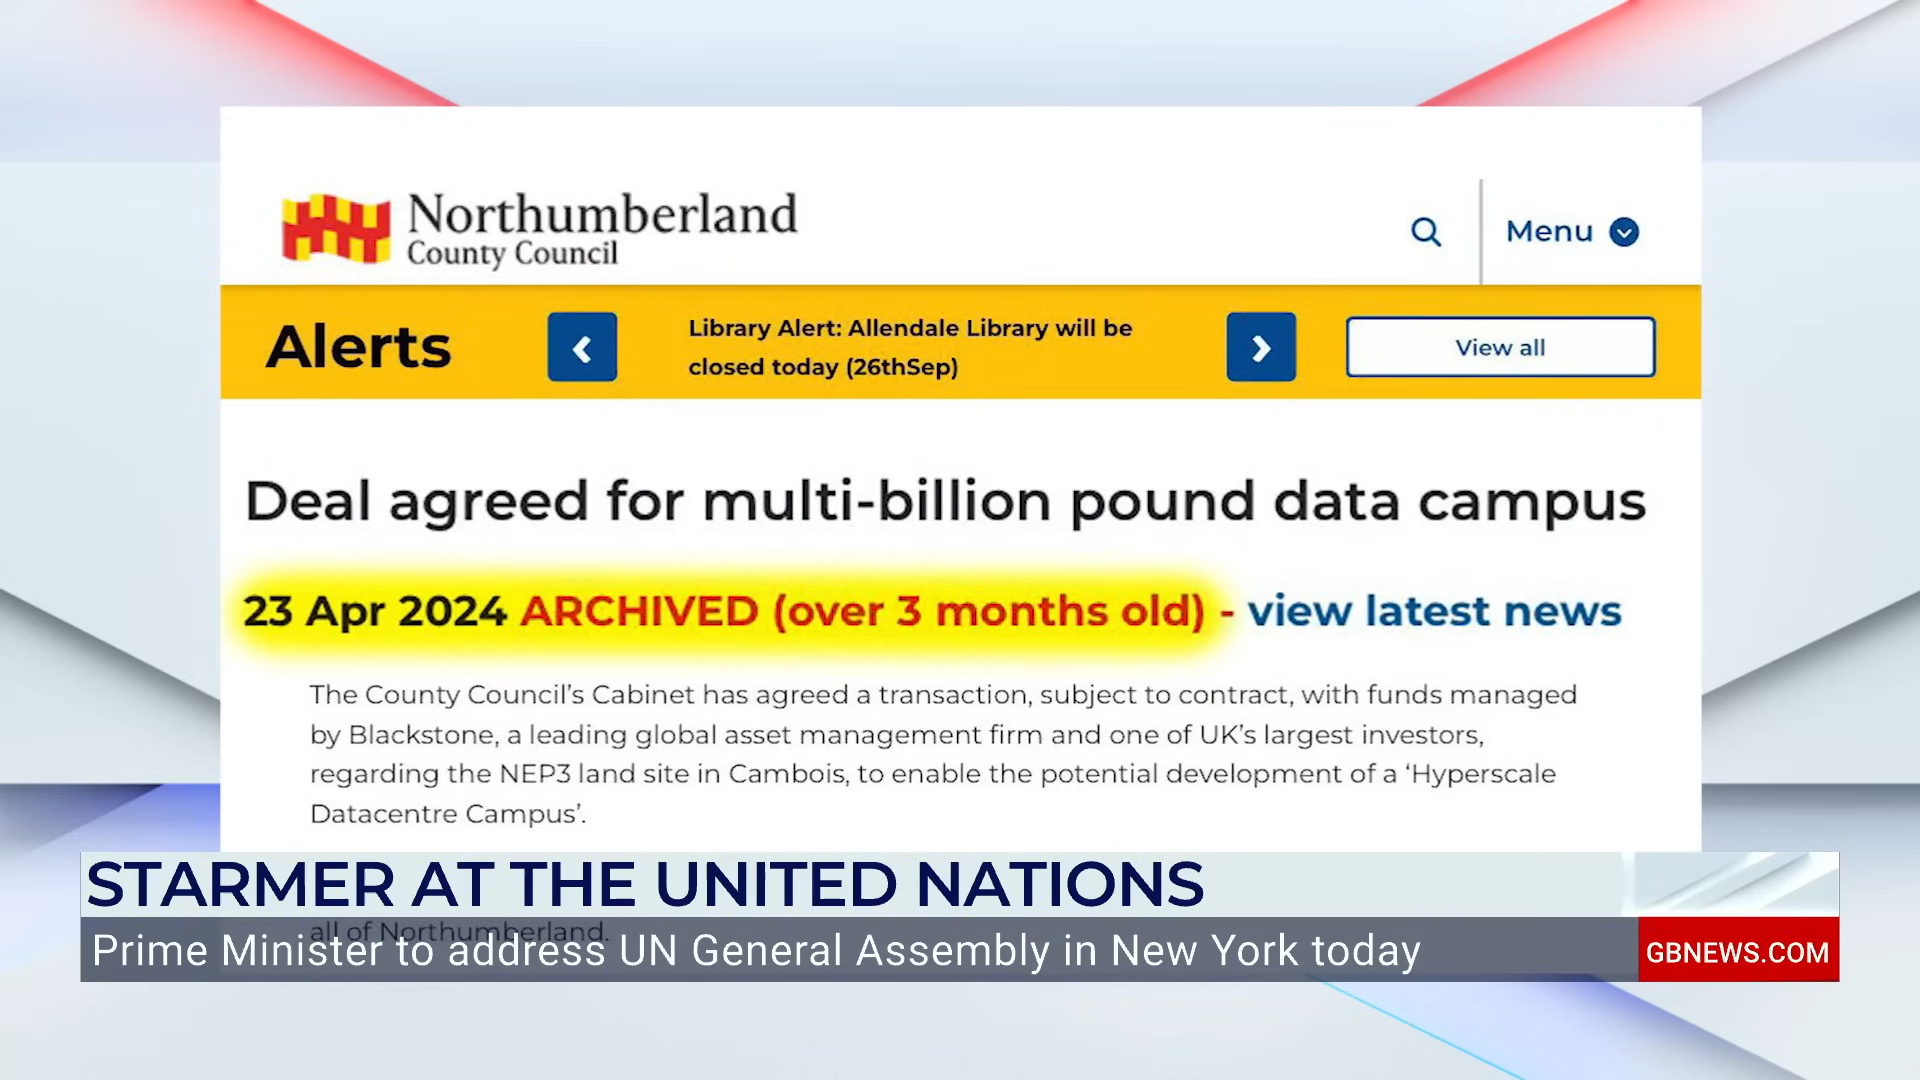 Northumberland
County Council
Menu
Alerts
Library Alert: Allendale Library will be
closed today (26thSep)
View all
Deal agreed for multi-billion pound data campus
23 Apr 2024 ARCHIVED (over 3 months old) - view latest news
The County Council’s Cabinet has agreed a transaction, subject to contract, with funds managed
by Blackstone, a leading global asset management firm and one of UK’s largest investors,
regarding the NEP3 land site in Cambois, to enable the potential development of a ‘Hyperscale
Datacentre Campus’.
STARMER AT THE UNITED NATIONS
all of Northumberland.
Prime Minister to address UN General Assembly in New York today
GBNEWS.COM